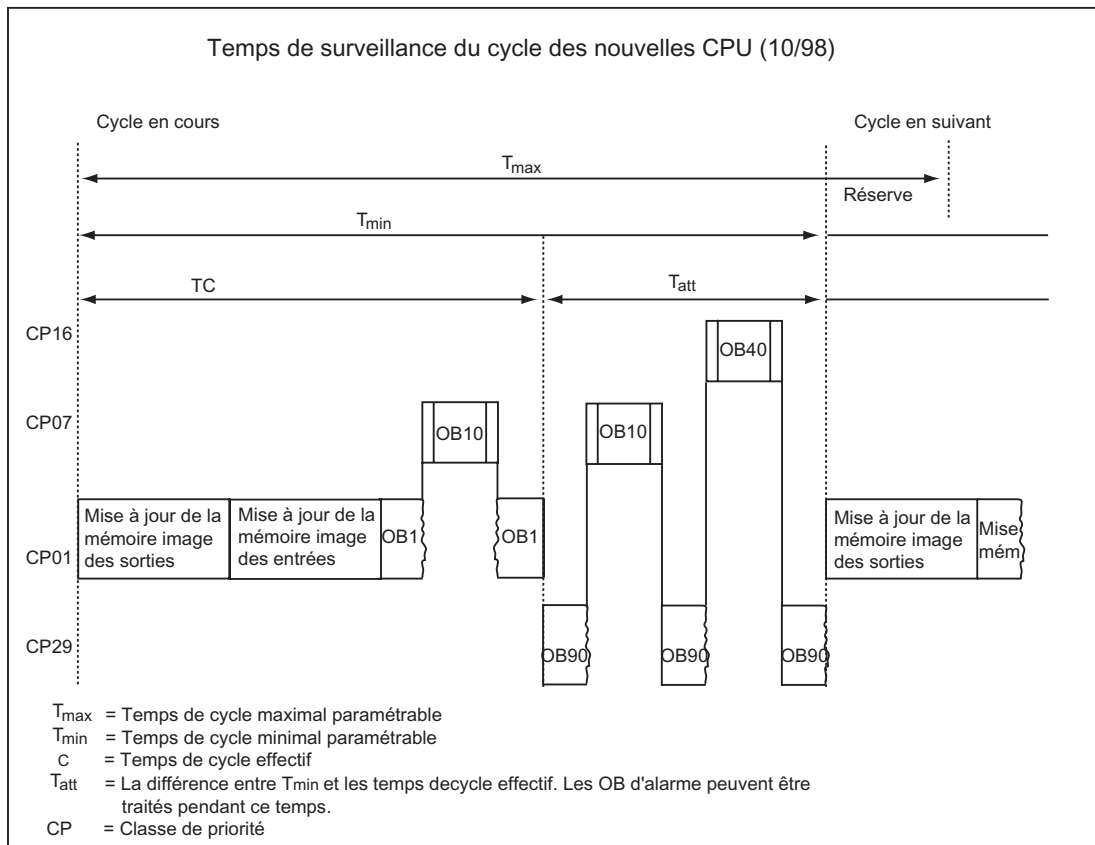 Temps de surveillance du cycle des nouvelles CPU (10/98)
Cycle en cours
Cycle en suivant
Tmax
Réserve
Tmin
TC
Tatt
CP16
OB40
CP07
OB10
OB10
CP01
Mise à jour de la
mémoire image
des sorties
Mise à jour de la
mémoire image
des entrées
OB1
OB1
Mise à jour de la
mémoire image
des sorties
Mise
mém
CP29
OB90
OB90
OB90
Tmax = Temps de cycle maximal paramétrable
Tmin = Temps de cycle minimal paramétrable
C = Temps de cycle effectif
Tatt = La différence entre Tmin et les temps decycle effectif. Les OB d'alarme peuvent être
traités pendant ce temps.
CP = Classe de priorité